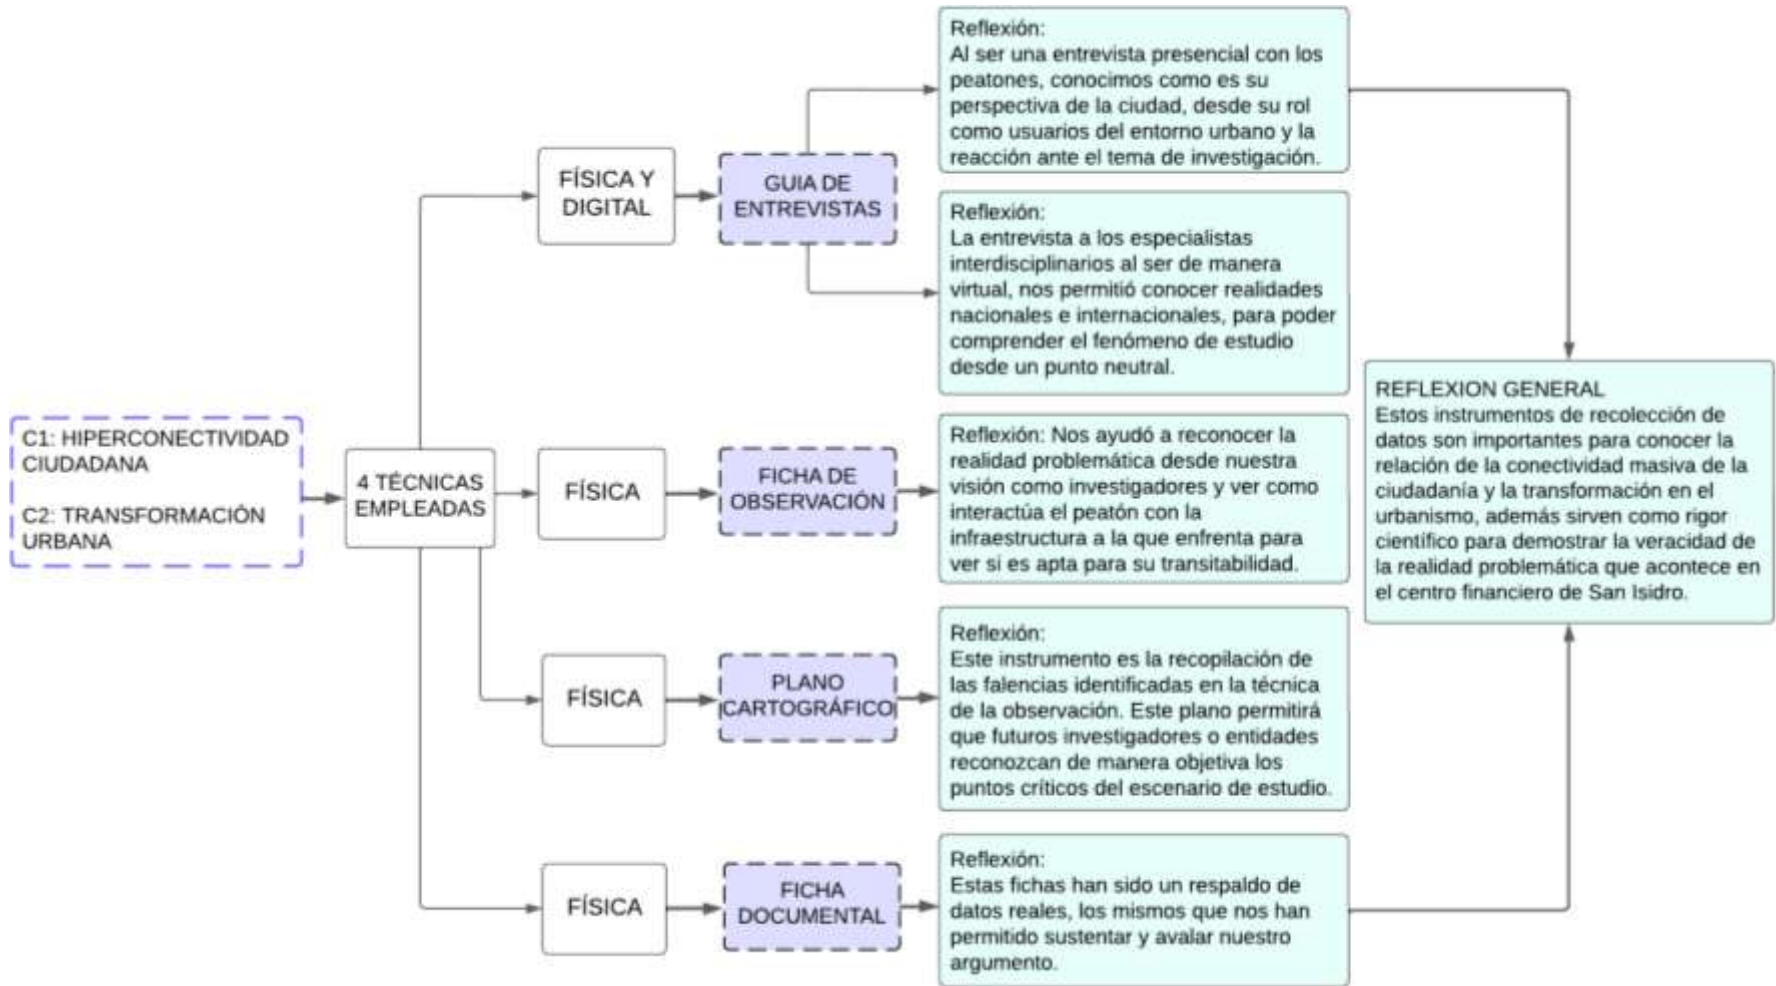 C1: HIPERCONECTIVIDAD
CIUDADANA
C2: TRANSFORMACIÓN
URBANA
4 TÉCNICAS
EMPLEADAS
FÍSICA Y
DIGITAL
GUIA DE
ENTREVISTAS
Reflexión:
Al ser una entrevista presencial con los
peatones, conocimos como es su
perspectiva de la ciudad, desde su rol
como usuarios del entorno urbano y la
reacción ante el tema de investigación.
Reflexión:
La entrevista a los especialistas
interdisciplinarios al ser de manera
virtual, nos permitió conocer realidades
nacionales e internacionales, para poder
comprender el fenómeno de estudio
desde un punto neutral.
FÍSICA
FICHA DE
OBSERVACIÓN
Reflexión: Nos ayudó a reconocer la
realidad problemática desde nuestra
visión como investigadores y ver como
interactúa el peatón con la
infraestructura a la que enfrenta para
ver si es apta para su transitabilidad.
FÍSICA
PLANO
CARTOGRÁFICO
Reflexión:
Este instrumento es la recopilación de
las falencias identificadas en la técnica
de la observación. Este plano permitirá
que futuros investigadores o entidades
reconozcan de manera objetiva los
puntos críticos del escenario de estudio.
FÍSICA
FICHA
DOCUMENTAL
Reflexión:
Estas fichas han sido un respaldo de
datos reales, los mismos que nos han
permitido sustentar y avalar nuestro
argumento.
REFLEXION GENERAL
Estos instrumentos de recolección de
datos son importantes para conocer la
relación de la conectividad masiva de la
ciudadanía y la transformación en el
urbanismo, además sirven como rigor
científico para demostrar la veracidad de
la realidad problemática que acontece en
el centro financiero de San Isidro.